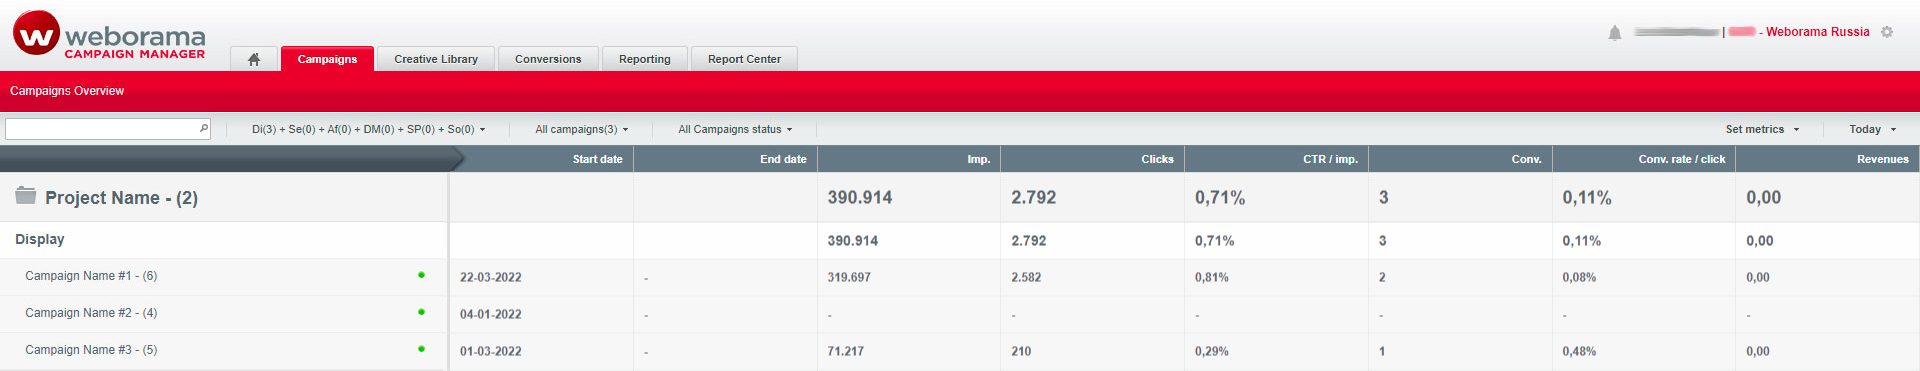 weborama
CAMPAIGN MANAGER
Campaigns Creative Library Conversions Reporting Report Center
| - Weborama Russia
Campaigns Overview
Di(3) + Se(0) + Af(0) + DM(0) + SP(0) + So(0) All campaigns(3) All Campaigns status Set metrics Today
Start date End date Imp. Clicks CTR / imp. Conv. Conv. rate / click Revenues
Project Name - (2) 390.914 2.792 0,71% 3 0,11% 0,00
Display 390.914 2.792 0,71% 3 0,11% 0,00
Campaign Name #1 - (6) 22-03-2022 - 319.697 2.582 0,81% 2 0,08% 0,00
Campaign Name #2 - (4) 04-01-2022 - - - - - - -
Campaign Name #3 - (5) 01-03-2022 - 71.217 210 0,29% 1 0,48% 0,00